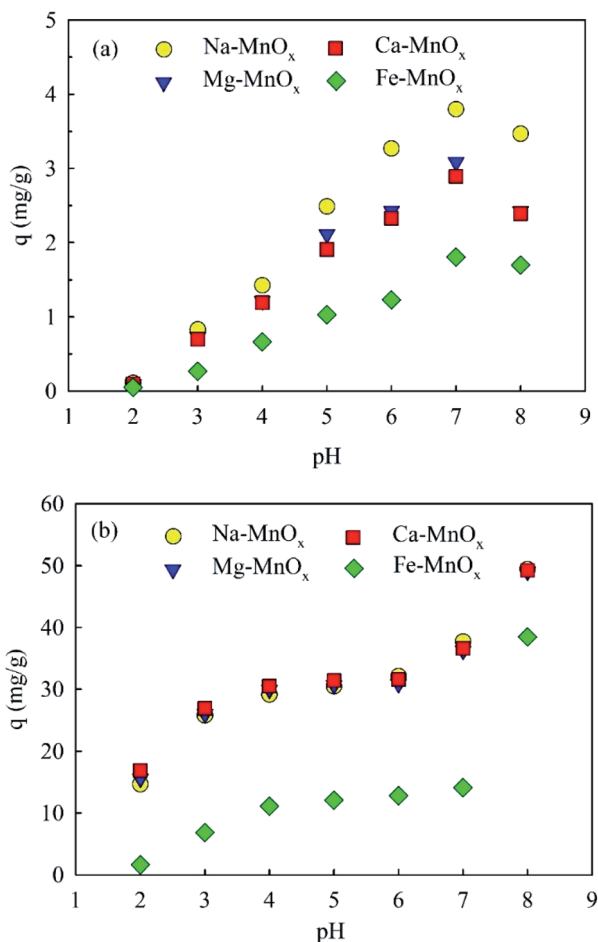 5
(a)
Na-MnOx
Ca-MnOx
Mg-MnOx
Fe-MnOx
4
3
2
1
0
q (mg/g)
1 2 3 4 5 6 7 8 9
pH
60
(b)
Na-MnOx
Ca-MnOx
Mg-MnOx
Fe-MnOx
50
40
30
20
10
0
q (mg/g)
1 2 3 4 5 6 7 8 9
pH